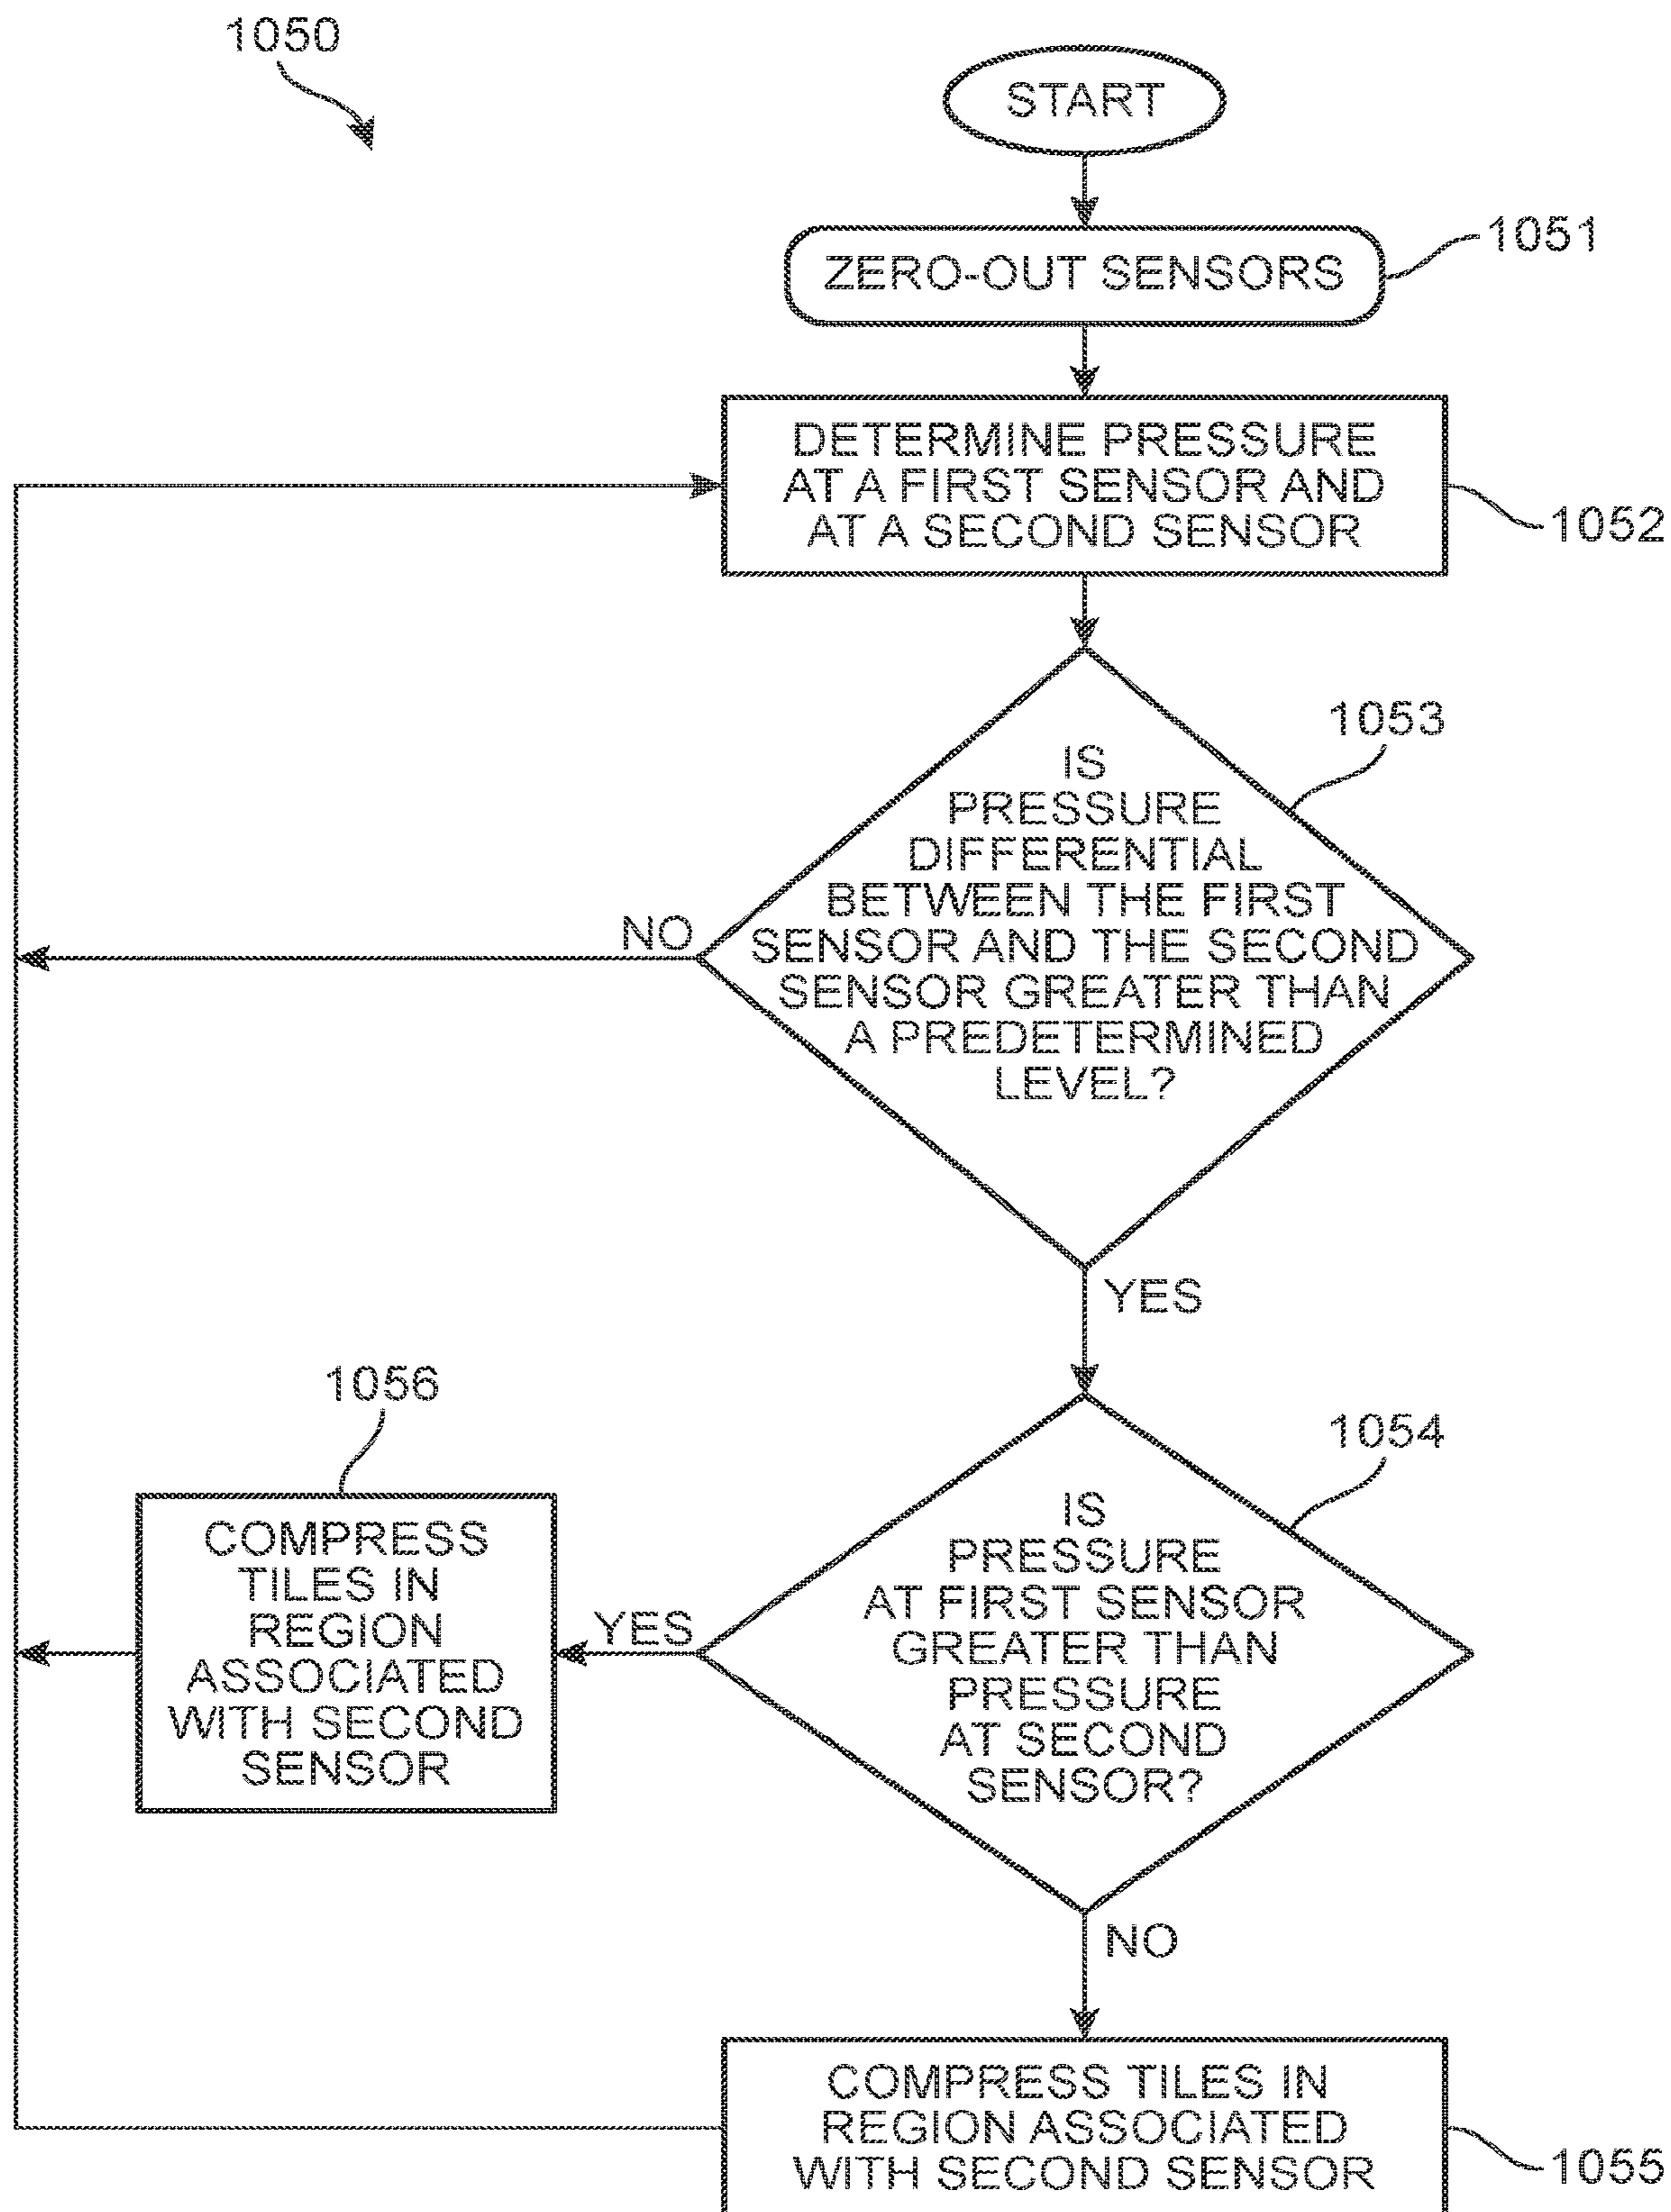 1050
START
ZERO-OUT SENSORS
1051
DETERMINE PRESSURE
AT A FIRST SENSOR AND
AT A SECOND SENSOR
1052
1053
IS
PRESSURE
DIFFERENTIAL
BETWEEN THE FIRST
SENSOR AND THE SECOND
SENSOR GREATER THAN
A PREDETERMINED
LEVEL?
NO
YES
1056
COMPRESS
TILES IN
REGION
ASSOCIATED
WITH SECOND
SENSOR
YES
1054
IS
PRESSURE
AT FIRST SENSOR
GREATER THAN
PRESSURE
AT SECOND
SENSOR?
NO
COMPRESS TILES IN
REGION ASSOCIATED
WITH SECOND SENSOR
1055